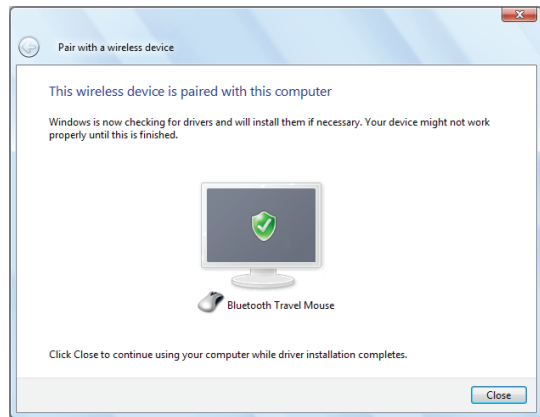 Pair with a wireless device
This wireless device is paired with this computer
Windows is now checking for drivers and will install them if necessary. Your device might not work
properly until this is finished.
Bluetooth Travel Mouse
Click Close to continue using your computer while driver installation completes.
Close